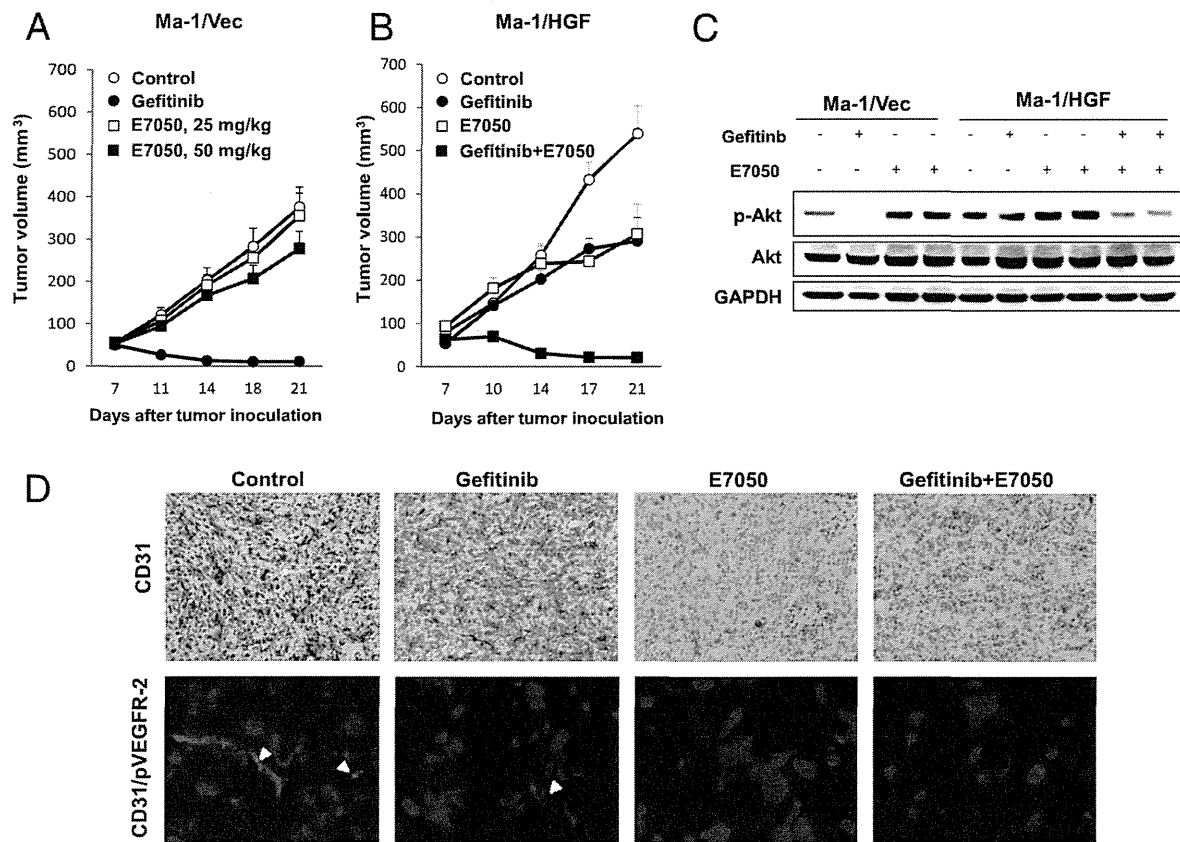 A
Ma-1/Vec
Tumor volume (mm³)
700
600
500
400
300
200
100
0
Control
Gefitinib
E7050, 25 mg/kg
E7050, 50 mg/kg
7 11 14 18 21
Days after tumor inoculation
B
Ma-1/HGF
Tumor volume (mm³)
700
600
500
400
300
200
100
0
Control
Gefitinib
E7050
Gefitinib+E7050
7 10 14 17 21
Days after tumor inoculation
C
Ma-1/Vec Ma-1/HGF
Gefitinb - + - - - + - - + +
E7050 - - + + - - + + + +
p-Akt
Akt
GAPDH
D
Control Gefitinib E7050 Gefitinib+E7050
CD31
CD31/pVEGFR-2